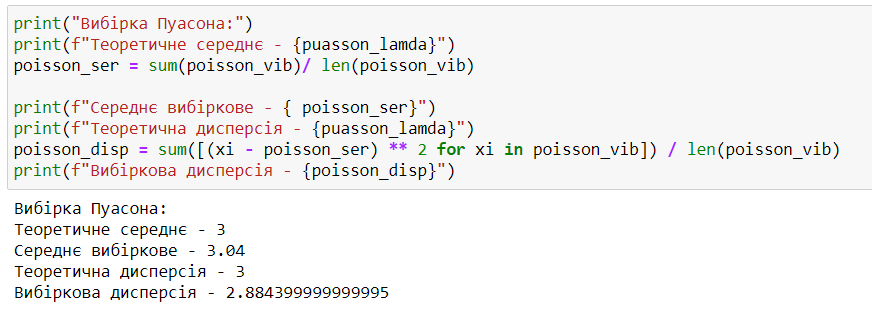 print("Вибірка Пуасона:")
print(f"Теоретичне середнє - {puasson_lamda}")
poisson_ser = sum(poisson_vib)/ len(poisson_vib)
print(f"Середнє вибіркове - { poisson_ser}")
print(f"Теоретична дисперсія - {puasson_lamda}")
poisson_disp = sum([(xi - poisson_ser) ** 2 for xi in poisson_vib]) / len(poisson_vib)
print(f"Вибіркова дисперсія - {poisson_disp}")
Вибірка Пуасона:
Теоретичне середнє - 3
Середнє вибіркове - 3.04
Теоретична дисперсія - 3
Вибіркова дисперсія - 2.884399999999995